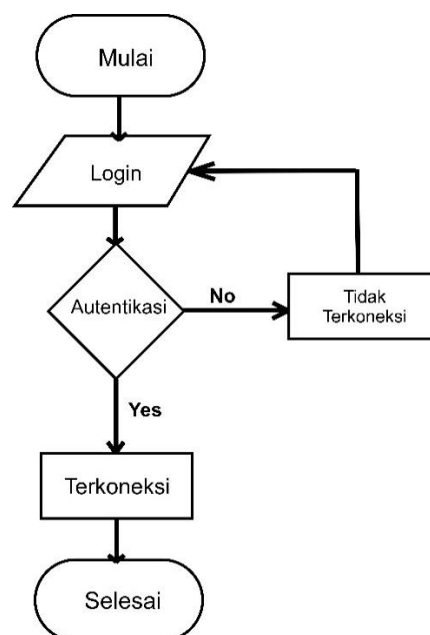 Mulai
Login
Autentikasi
No
Tidak
Terkoneksi
Yes
Terkoneksi
Selesai